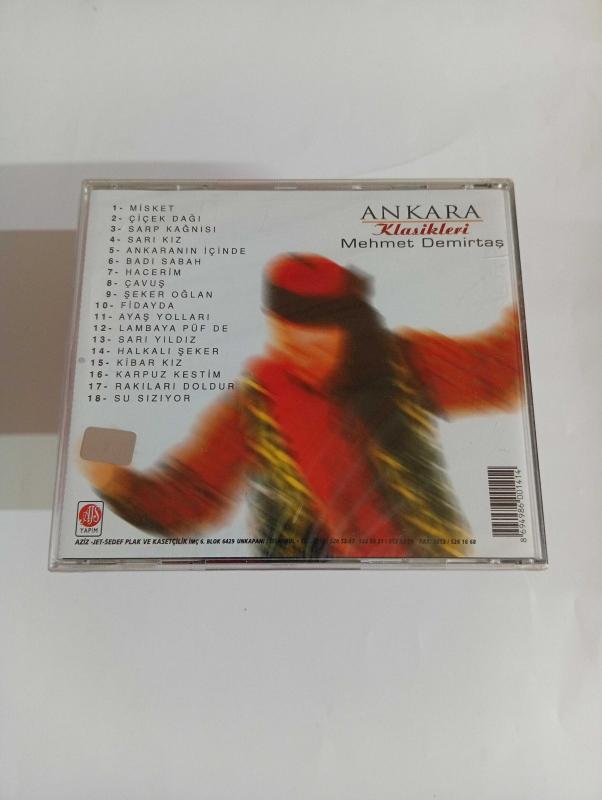 1- MİSKET
2- ÇİÇEK DAĞI
3- SARP KAĞNISI
4- SARI KIZ
5- ANKARANIN İÇİNDE
6- BADI SABAH
7- HACERİM
8- ÇAVUŞ
9- ŞEKER OĞLAN
10- FİDAYDA
11- AYAŞ YOLLARI
12- LAMBAYA PÜF DE
13- SARI YILDIZ
14- HALKALI ŞEKER
15- KİBAR KIZ
16- KARPUZ KESTİM
17- RAKILARI DOLDUR
18- SU SIZIYOR
ANKARA
Klasikleri
Mehmet Demirtaş
YAPIM
AZİZ -JET-SEDEF PLAK VE KASETÇİLİK İMÇ 6. BLOK 6429 UNKAPANI
8694986001414